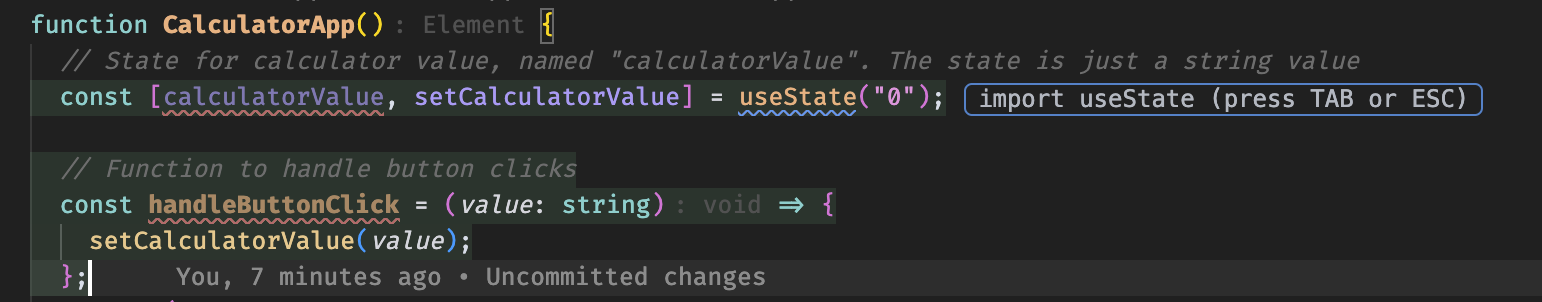 function CalculatorApp(): Element {
// State for calculator value, named "calculatorValue". The state is just a string value
const [calculatorValue, setCalculatorValue] = useState("0"); import useState (press TAB or ESC)
// Function to handle button clicks
const handleButtonClick = (value: string): void ⇒ {
setCalculatorValue(value);
}; You, 7 minutes ago • Uncommitted changes